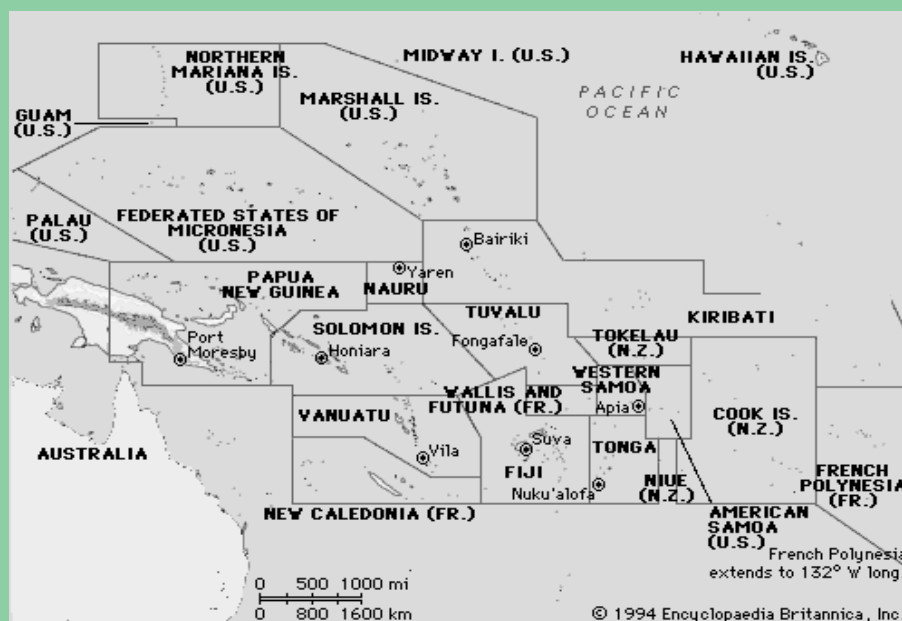 NORTHERN
MARIANA IS.
(U.S.)
MIDWAY I. (U.S.)
HAWAIIAN IS.
(U.S.)
PACIFIC
OCEAN
MARSHALL IS.
(U.S.)
GUAM
(U.S.)
PALAU
(U.S.)
FEDERATED STATES OF
MICRONESIA
(U.S.)
Bairiki
Yaren
NAURU
PAPUA
NEW GUINEA
Port
Moresby
SOLOMON IS.
Honiara
TUVALU
Fongafale
KIRIBATI
TOKELAU
(N.Z.)
WESTERN
SAMOA
Apia
WALLIS AND
FUTUNA (FR.)
COOK IS.
(N.Z.)
VANUATU
Vila
Suva
FIJI
TONGA
Nuku'alofa
NIUE
(N.Z.)
AUSTRALIA
FRENCH
POLYNESIA
(FR.)
NEW CALEDONIA (FR.)
AMERICAN
SAMOA
(U.S.)
French Polynesia
extends to 132° W long
0 500 1000 mi
0 800 1600 km
© 1994 Encyclopaedia Britannica, Inc